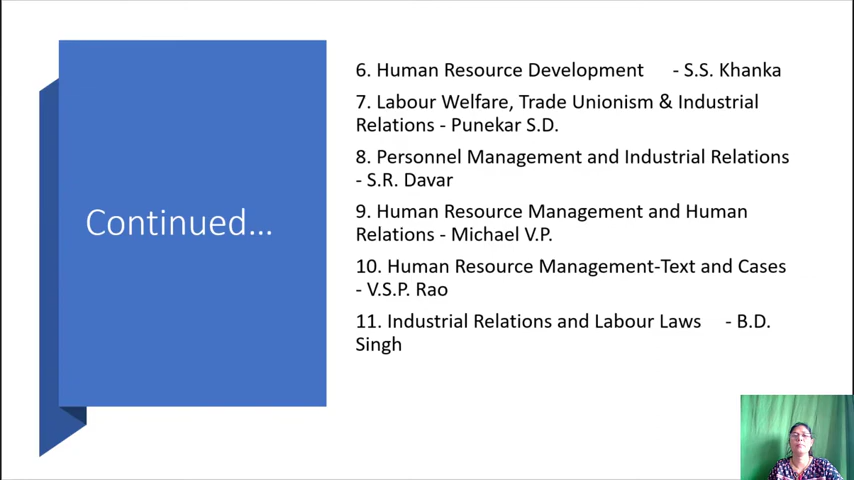 Continued...
6. Human Resource Development - S.S. Khanka
7. Labour Welfare, Trade Unionism & Industrial
Relations - Punekar S.D.
8. Personnel Management and Industrial Relations
- S.R. Davar
9. Human Resource Management and Human
Relations - Michael V.P.
10. Human Resource Management-Text and Cases
- V.S.P. Rao
11. Industrial Relations and Labour Laws - B.D.
Singh